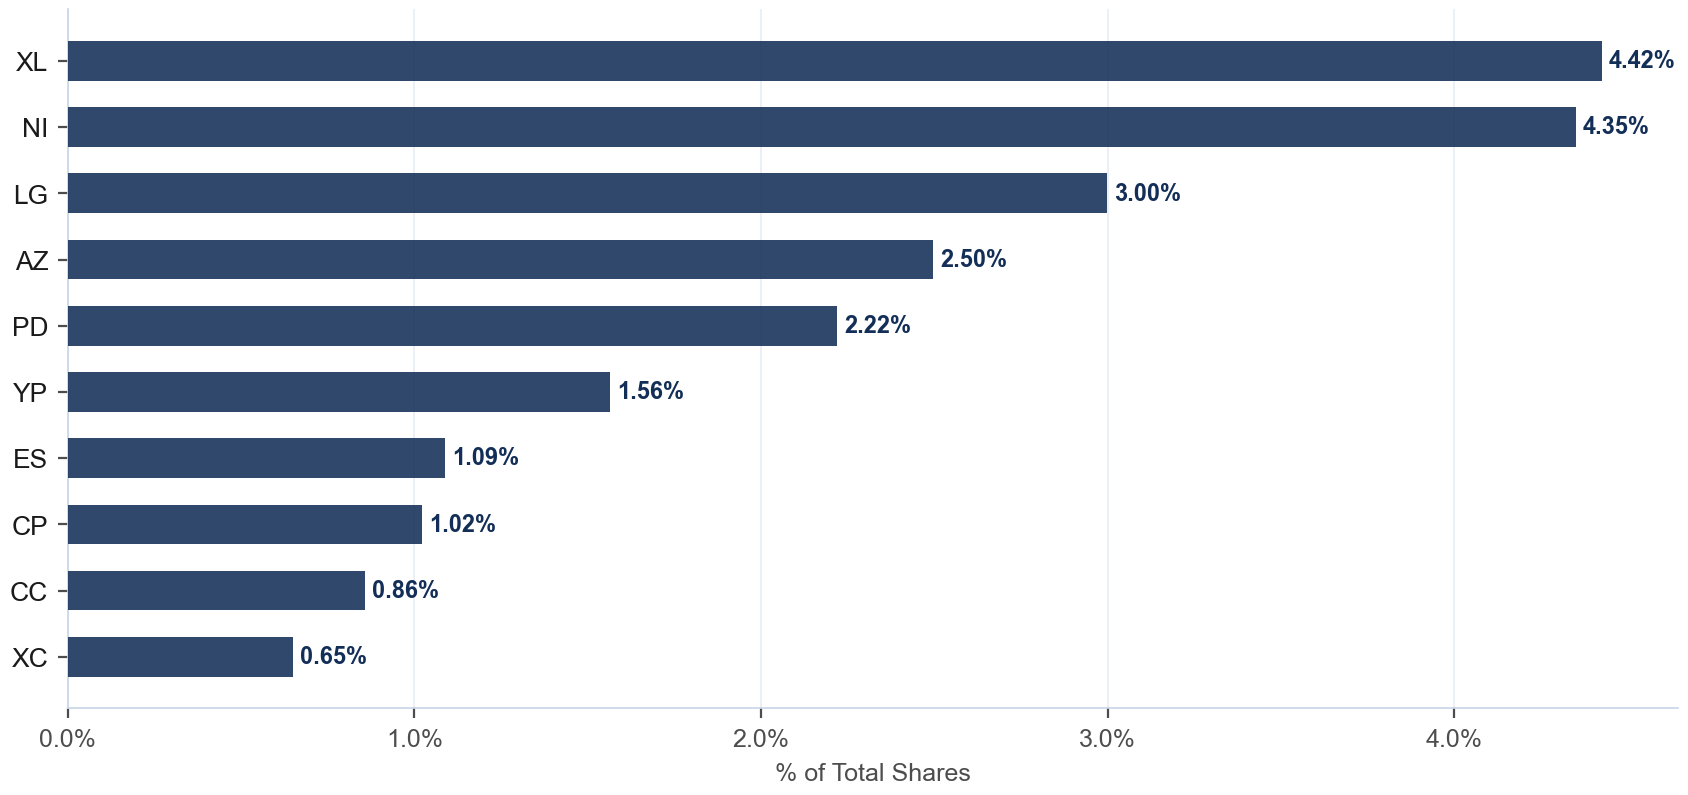 XL 4.42%
NI 4.35%
LG 3.00%
AZ 2.50%
PD 2.22%
YP 1.56%
ES 1.09%
CP 1.02%
CC 0.86%
XC 0.65%
0.0% 1.0% 2.0% 3.0% 4.0%
% of Total Shares